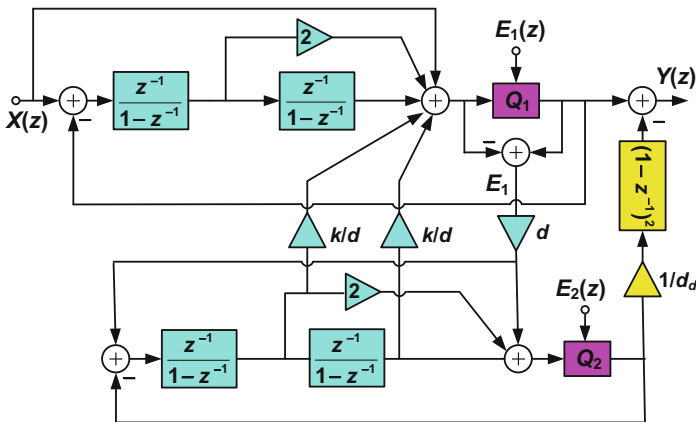 2
E₁(z)
Y(z)
z⁻¹
1 – z⁻¹
z⁻¹
1 – z⁻¹
Q₁
X(z)
–
–
–
E₁
(1 – z⁻¹)²
k/d
k/d
d
2
E₂(z)
1/d_d
z⁻¹
1 – z⁻¹
z⁻¹
1 – z⁻¹
Q₂
–